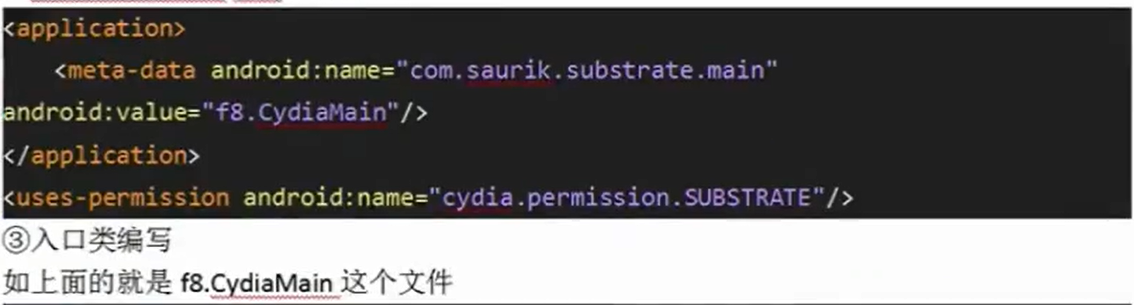 <application>
<meta-data android:name="com.saurik.substrate.main"
android:value="f8.CydiaMain"/>
</application>
<uses-permission android:name="cydia.permission.SUBSTRATE"/>
③入口类编写
如上面的就是 f8.CydiaMain 这个文件